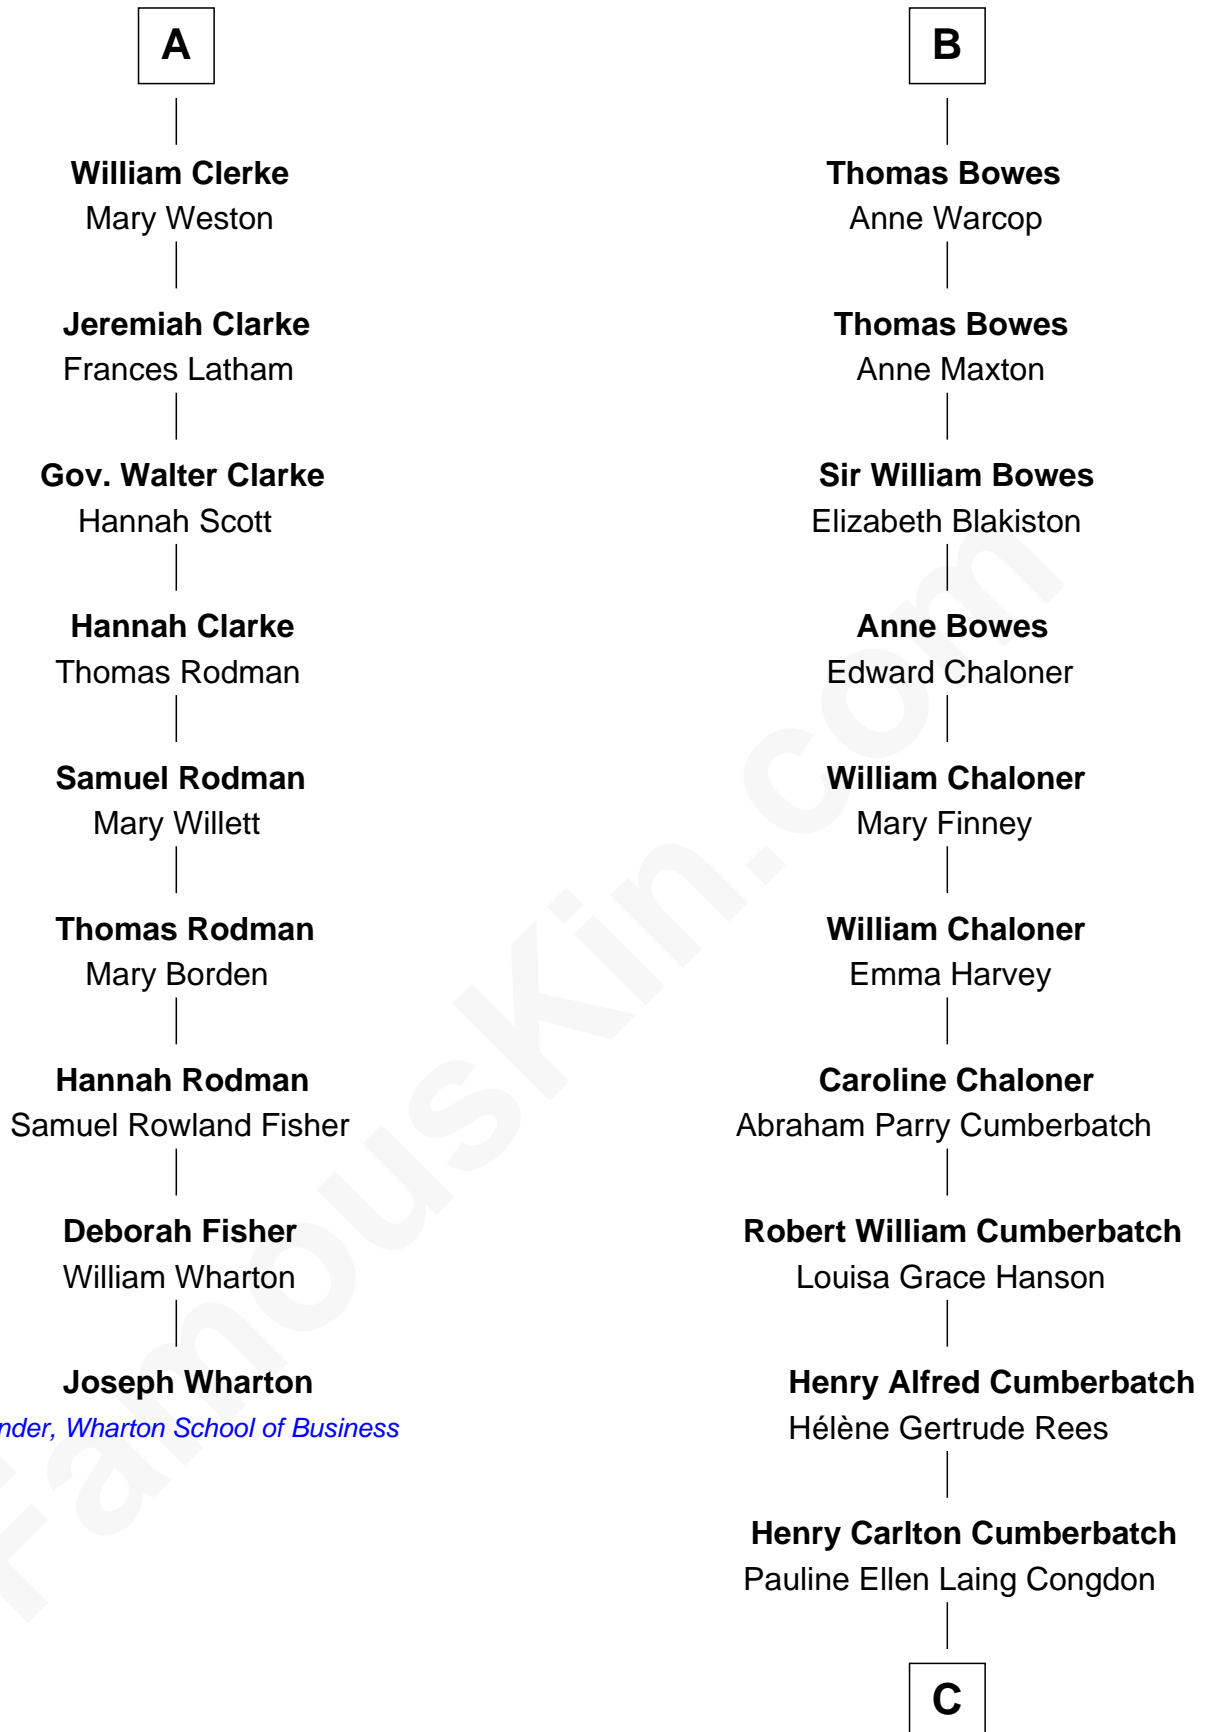 A
William Clerke
Mary Weston
Jeremiah Clarke
Frances Latham
Gov. Walter Clarke
Hannah Scott
Hannah Clarke
Thomas Rodman
Samuel Rodman
Mary Willett
Thomas Rodman
Mary Borden
Hannah Rodman
Samuel Rowland Fisher
Deborah Fisher
William Wharton
Joseph Wharton
nder, Wharton School of Business
B
Thomas Bowes
Anne Warcop
Thomas Bowes
Anne Maxton
Sir William Bowes
Elizabeth Blakiston
Anne Bowes
Edward Chaloner
William Chaloner
Mary Finney
William Chaloner
Emma Harvey
Caroline Chaloner
Abraham Parry Cumberbatch
Robert William Cumberbatch
Louisa Grace Hanson
Henry Alfred Cumberbatch
Hélène Gertrude Rees
Henry Carlton Cumberbatch
Pauline Ellen Laing Congdon
C
FamousKin.com